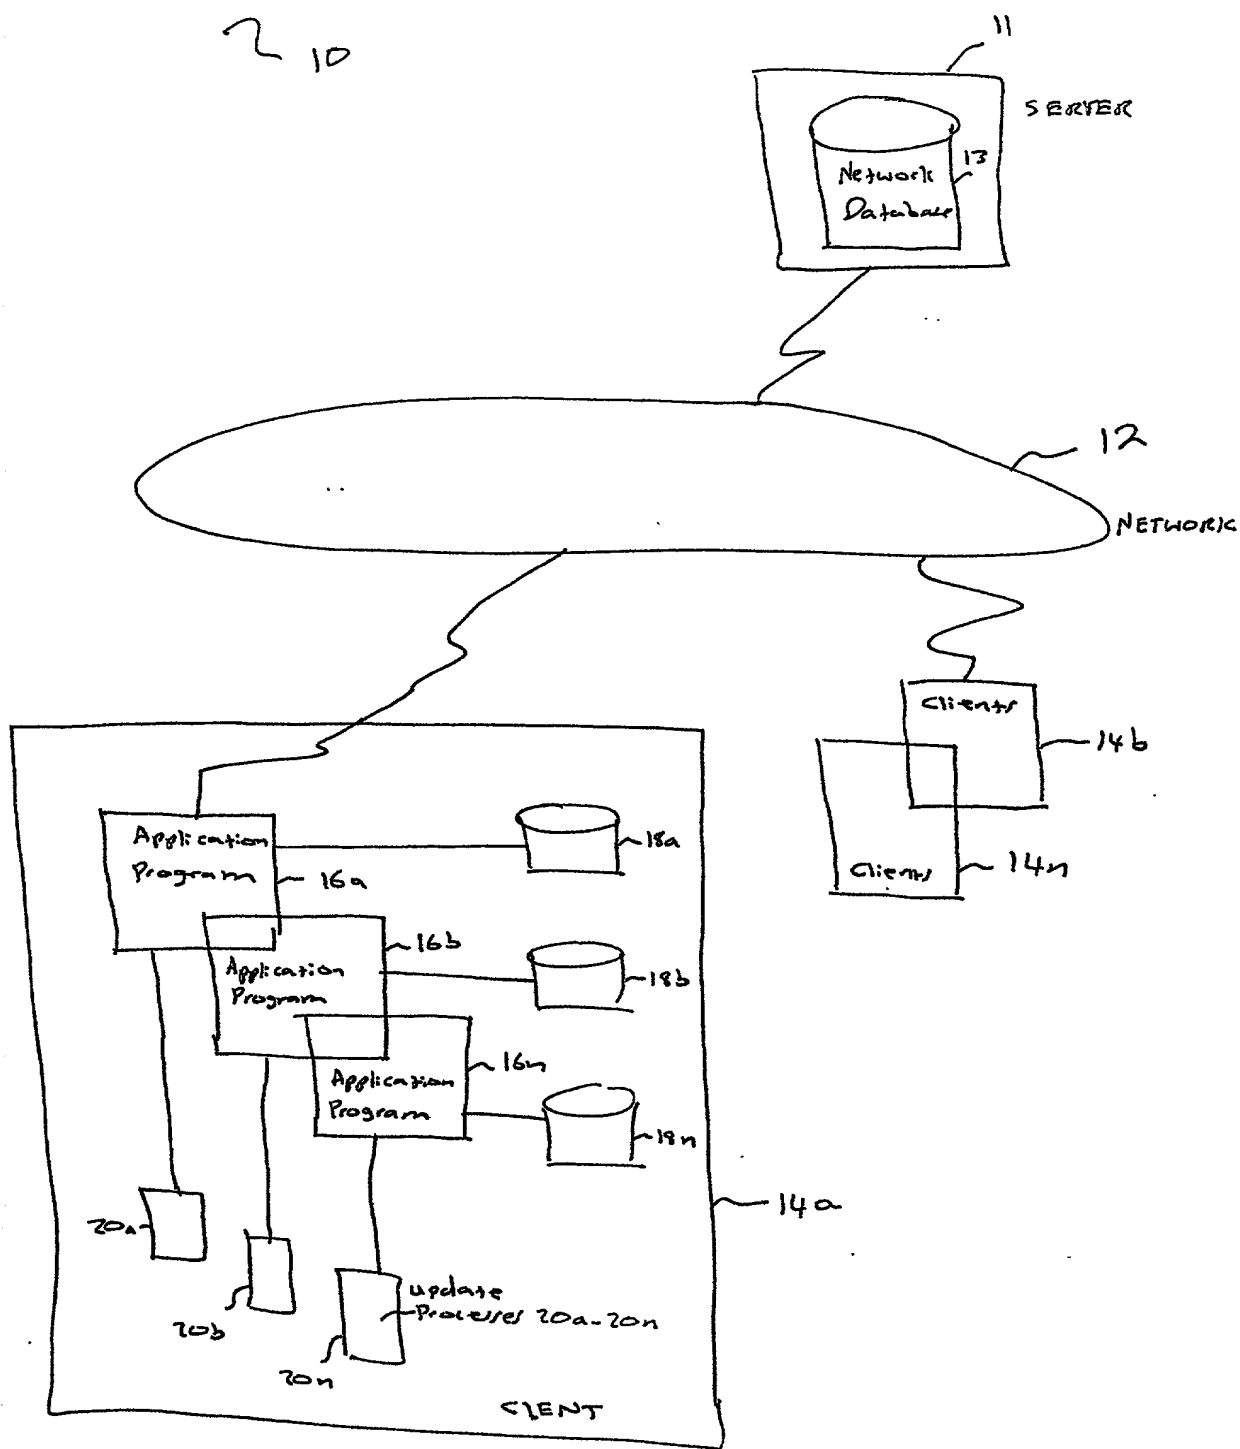 10
11
SERVER
13
Network
Database
12
NETWORK
Clients
14b
Clients
14n
Application
Program
16a
18a
16b
Application
Program
18b
16n
Application
Program
18n
14a
20a
20b
update
Processes 20a-20n
20n
CLIENT